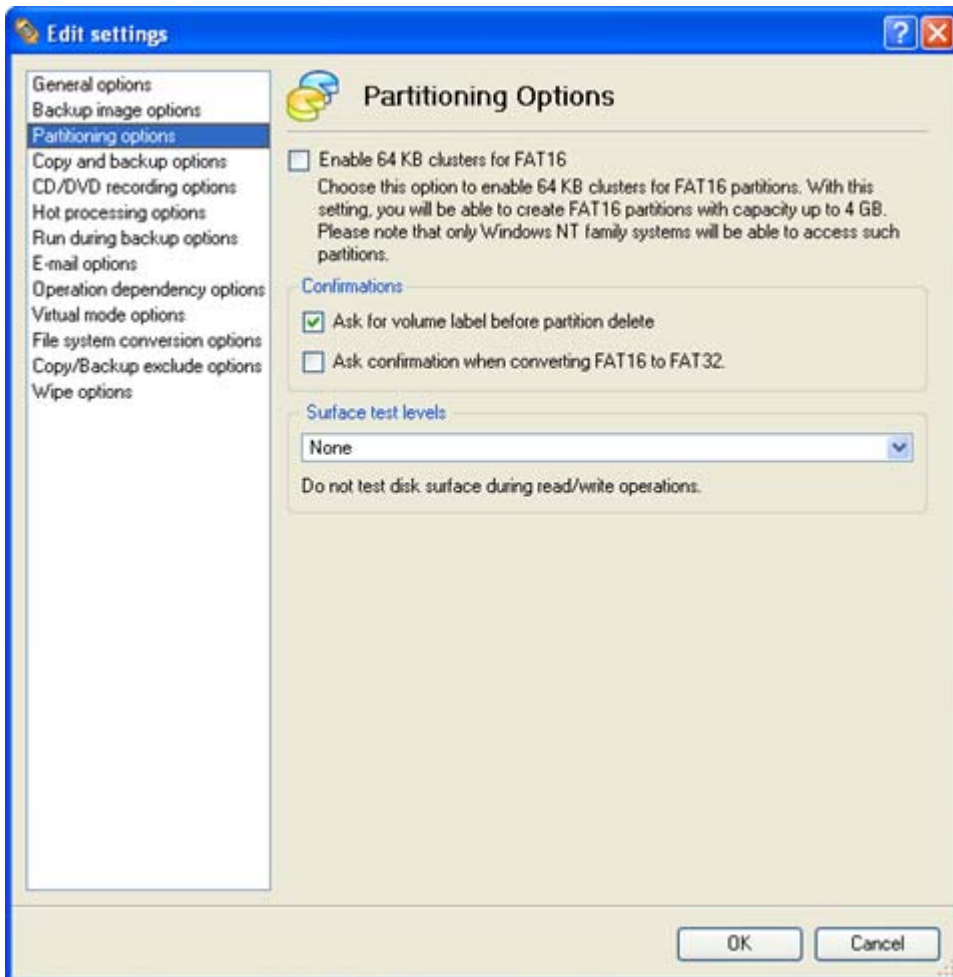 Edit settings
General options
Backup image options
Partitioning options
Copy and backup options
CD/DVD recording options
Hot processing options
Run during backup options
E-mail options
Operation dependency options
Virtual mode options
File system conversion options
Copy/Backup exclude options
Wipe options
Partitioning Options
Enable 64 KB clusters for FAT16
Choose this option to enable 64 KB clusters for FAT16 partitions. With this
setting, you will be able to create FAT16 partitions with capacity up to 4 GB.
Please note that only Windows NT family systems will be able to access such
partitions.
Confirmations
Ask for volume label before partition delete
Ask confirmation when converting FAT16 to FAT32.
Surface test levels
None
Do not test disk surface during read/write operations.
OK
Cancel